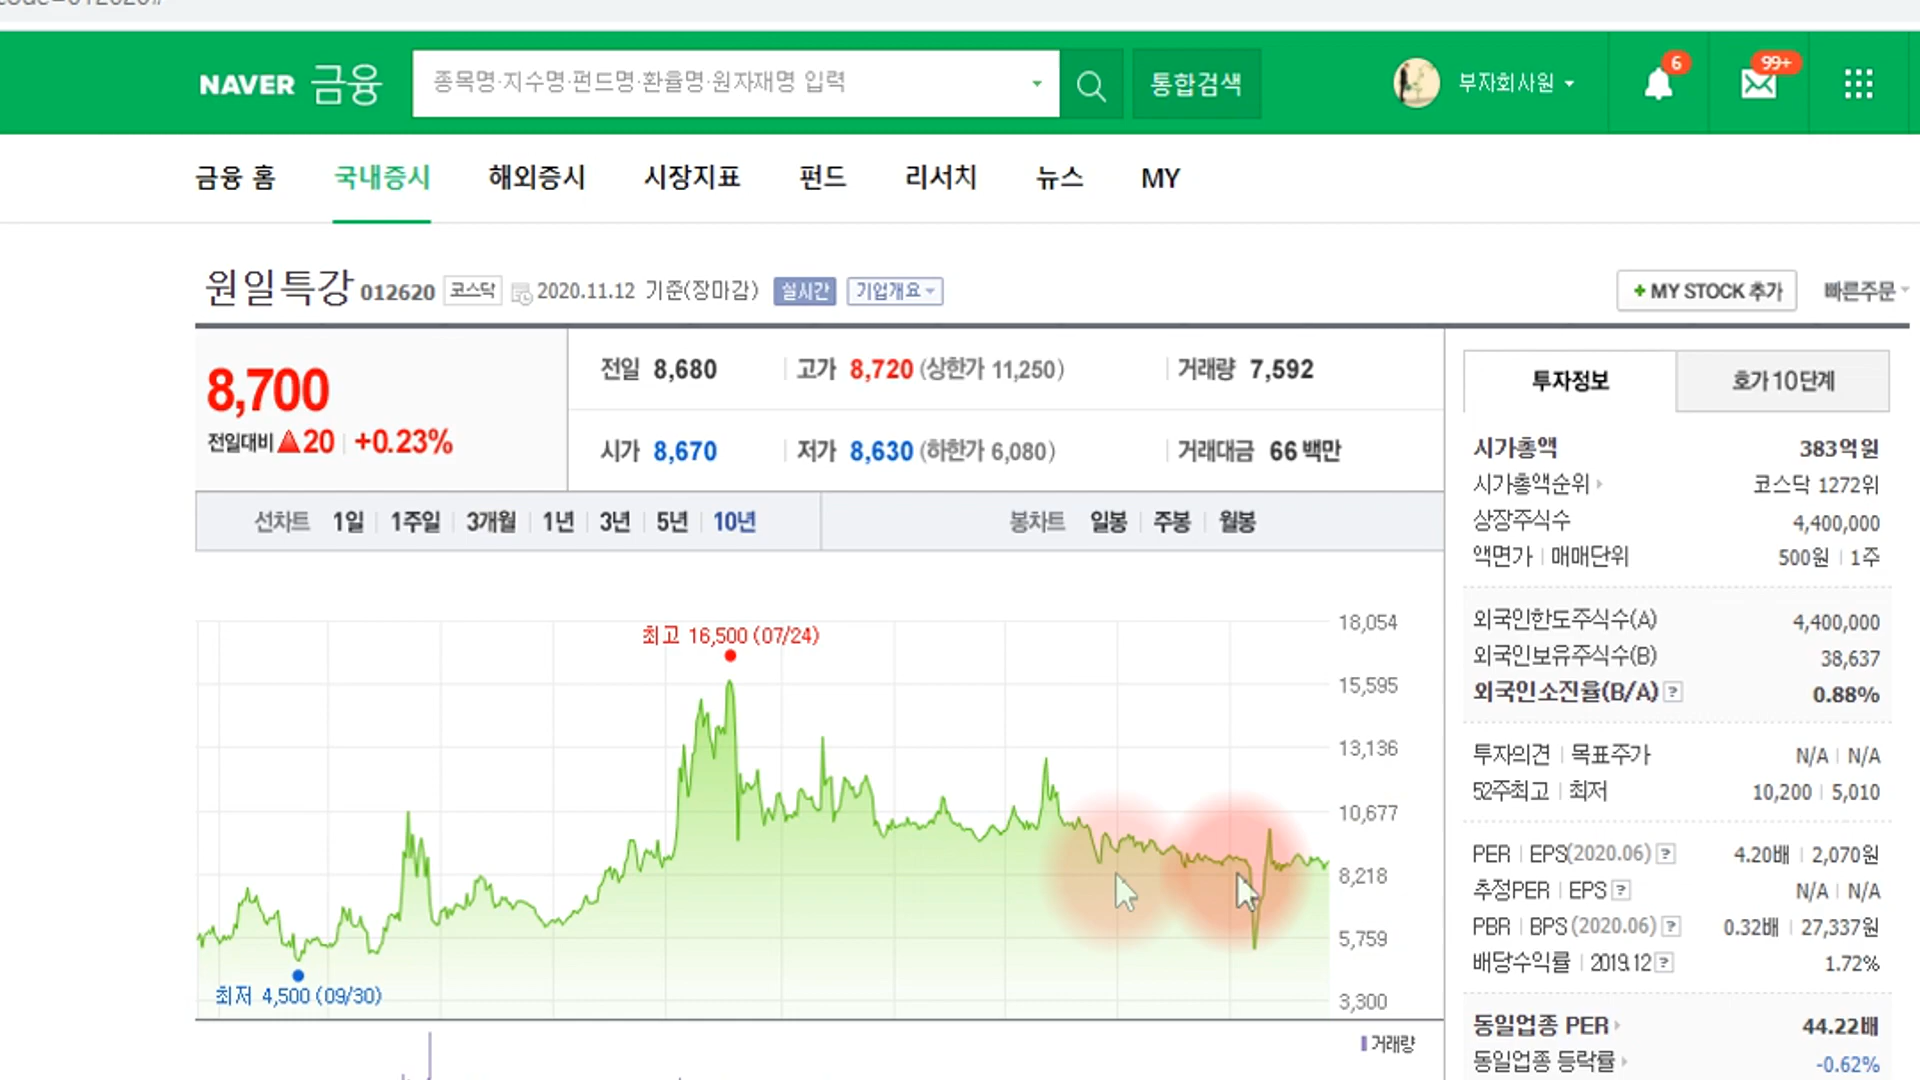 NAVER 금융
종목명·지수명·펀드명·환율명·원자재명 입력
통합검색
부자회사원
6
99+
금융 홈 국내증시 해외증시 시장지표 펀드 리서치 뉴스 MY
원일특강 012620 코스닥 2020.11.12 기준(장마감) 실시간 기업개요
+ MY STOCK 추가 빠른주문
8,700
전일대비 ▲20 +0.23%
전일 8,680 고가 8,720 (상한가 11,250) 거래량 7,592
시가 8,670 저가 8,630 (하한가 6,080) 거래대금 66 백만
선차트 1일 1주일 3개월 1년 3년 5년 10년 봉차트 일봉 주봉 월봉
최고 16,500 (07/24)
18,054
15,595
13,136
10,677
8,218
5,759
3,300
최저 4,500 (09/30)
거래량
투자정보 호가 10단계
시가총액 383억원
시가총액순위 코스닥 1272위
상장주식수 4,400,000
액면가 매매단위 500원 1주
외국인한도주식수(A) 4,400,000
외국인보유주식수(B) 38,637
외국인소진율(B/A) ? 0.88%
투자의견 목표주가 N/A N/A
52주최고 최저 10,200 5,010
PER EPS(2020.06) ? 4.20배 2,070원
추정PER EPS ? N/A N/A
PBR BPS (2020.06) ? 0.32배 27,337원
배당수익률 2019.12 ? 1.72%
동일업종 PER 44.22배
동일업종 등락률 -0.62%